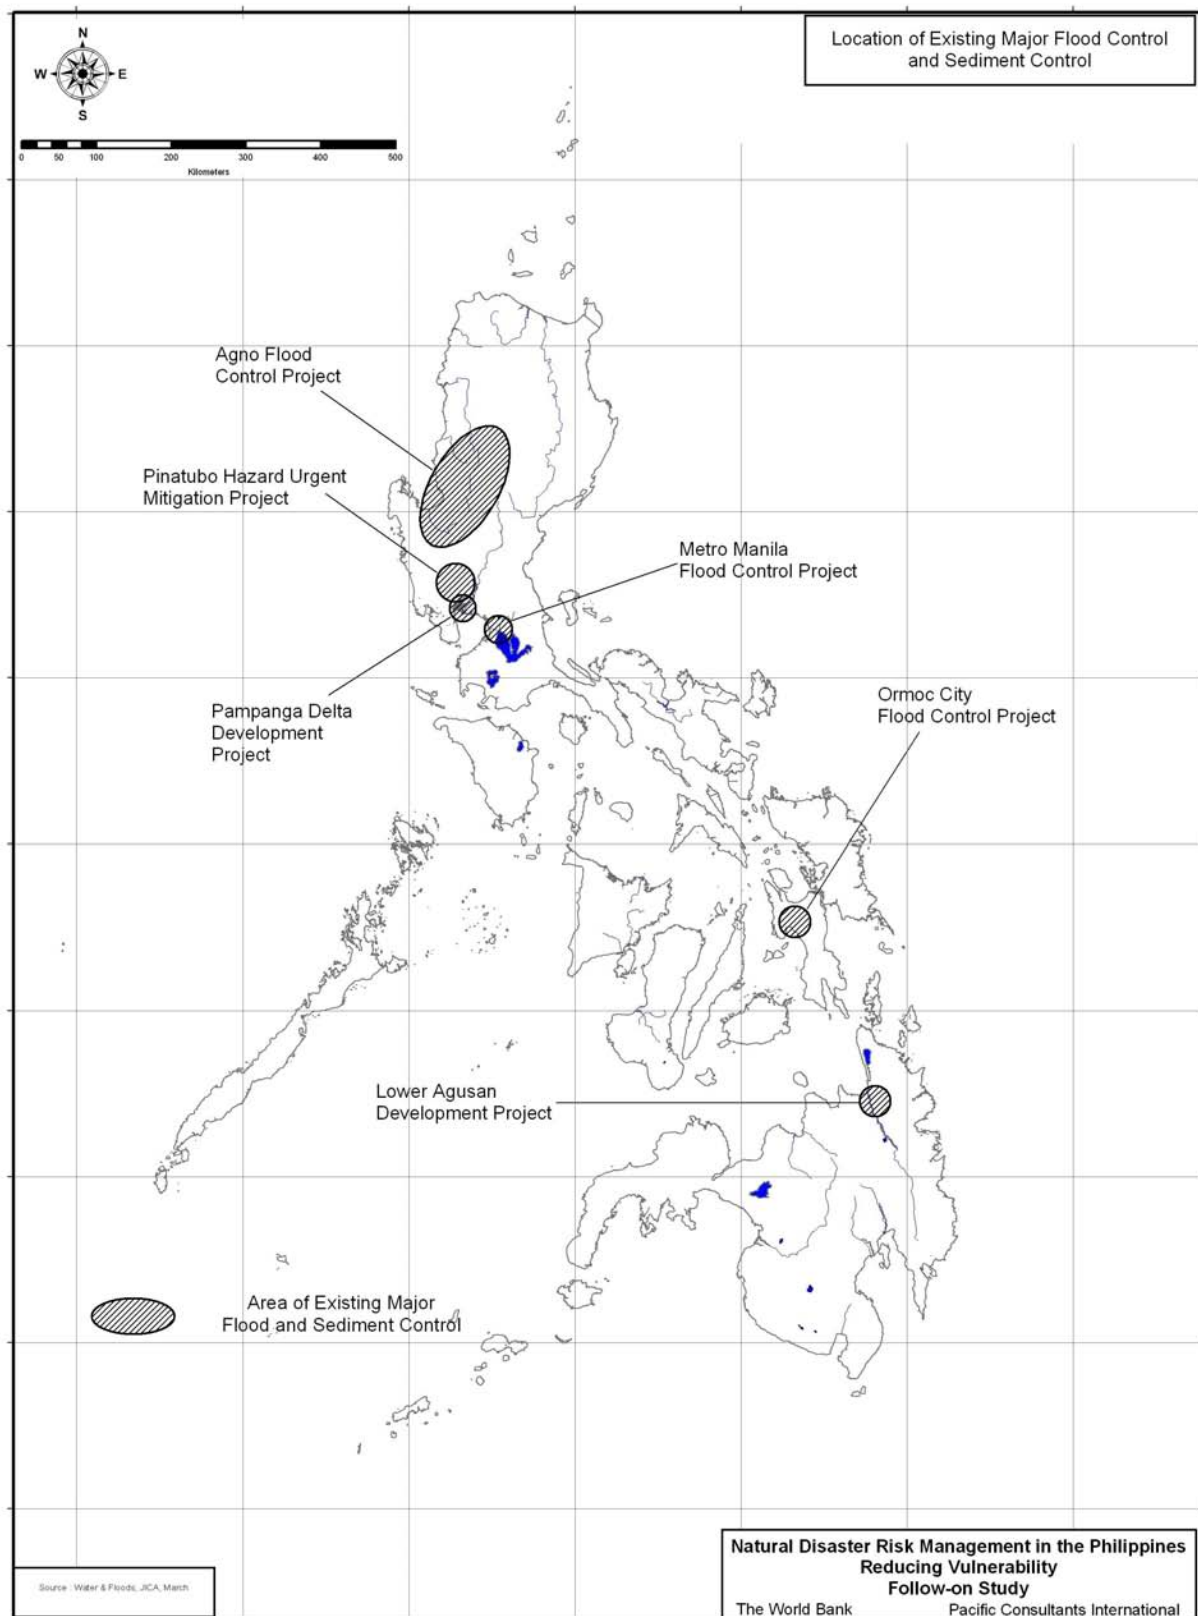 Location of Existing Major Flood Control
and Sediment Control
N
W
E
S
0 50 100 200 300 400 500
Kilometers
Agno Flood
Control Project
Pinatubo Hazard Urgent
Mitigation Project
Metro Manila
Flood Control Project
Pampanga Delta
Development
Project
Ormoc City
Flood Control Project
Lower Agusan
Development Project
Area of Existing Major
Flood and Sediment Control
Source : Water & Floods, JICA, March
Natural Disaster Risk Management in the Philippines
Reducing Vulnerability
Follow-on Study
The World Bank Pacific Consultants International